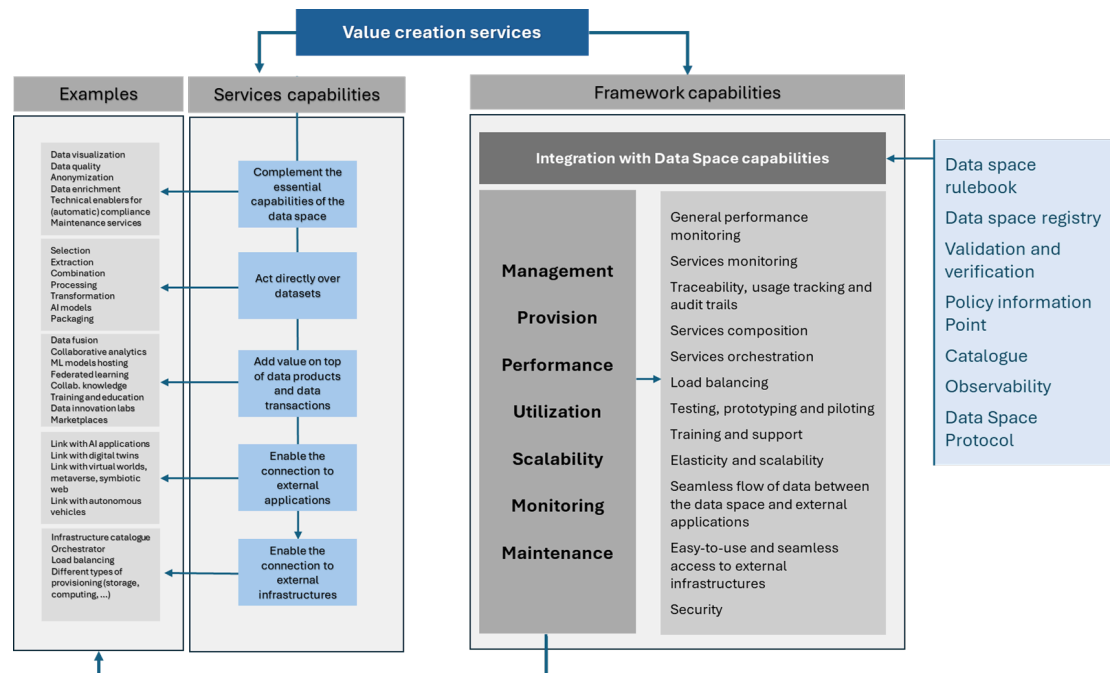 Value creation services
Examples
Services capabilities
Framework capabilities
Data visualization
Data quality
Anonymization
Data enrichment
Technical enablers for
(automatic) compliance
Maintenance services
Complement the
essential
capabilities of the
data space
Selection
Extraction
Combination
Processing
Transformation
AI models
Packaging
Act directly over
datasets
Data fusion
Collaborative analytics
ML models hosting
Federated learning
Collab. knowledge
Training and education
Data innovation labs
Marketplaces
Add value on top
of data products
and data
transactions
Link with AI applications
Link with digital twins
Link with virtual worlds,
metaverse, symbiotic
web
Link with autonomous
vehicles
Enable the
connection to
external
applications
Infrastructure catalogue
Orchestrator
Load balancing
Different types of
provisioning (storage,
computing, ...)
Enable the
connection to
external
infrastructures
Integration with Data Space capabilities
Management
Provision
Performance
Utilization
Scalability
Monitoring
Maintenance
General performance
monitoring
Services monitoring
Traceability, usage tracking and
audit trails
Services composition
Services orchestration
Load balancing
Testing, prototyping and piloting
Training and support
Elasticity and scalability
Seamless flow of data between
the data space and external
applications
Easy-to-use and seamless
access to external
infrastructures
Security
Data space
rulebook
Data space registry
Validation and
verification
Policy information
Point
Catalogue
Observability
Data Space
Protocol